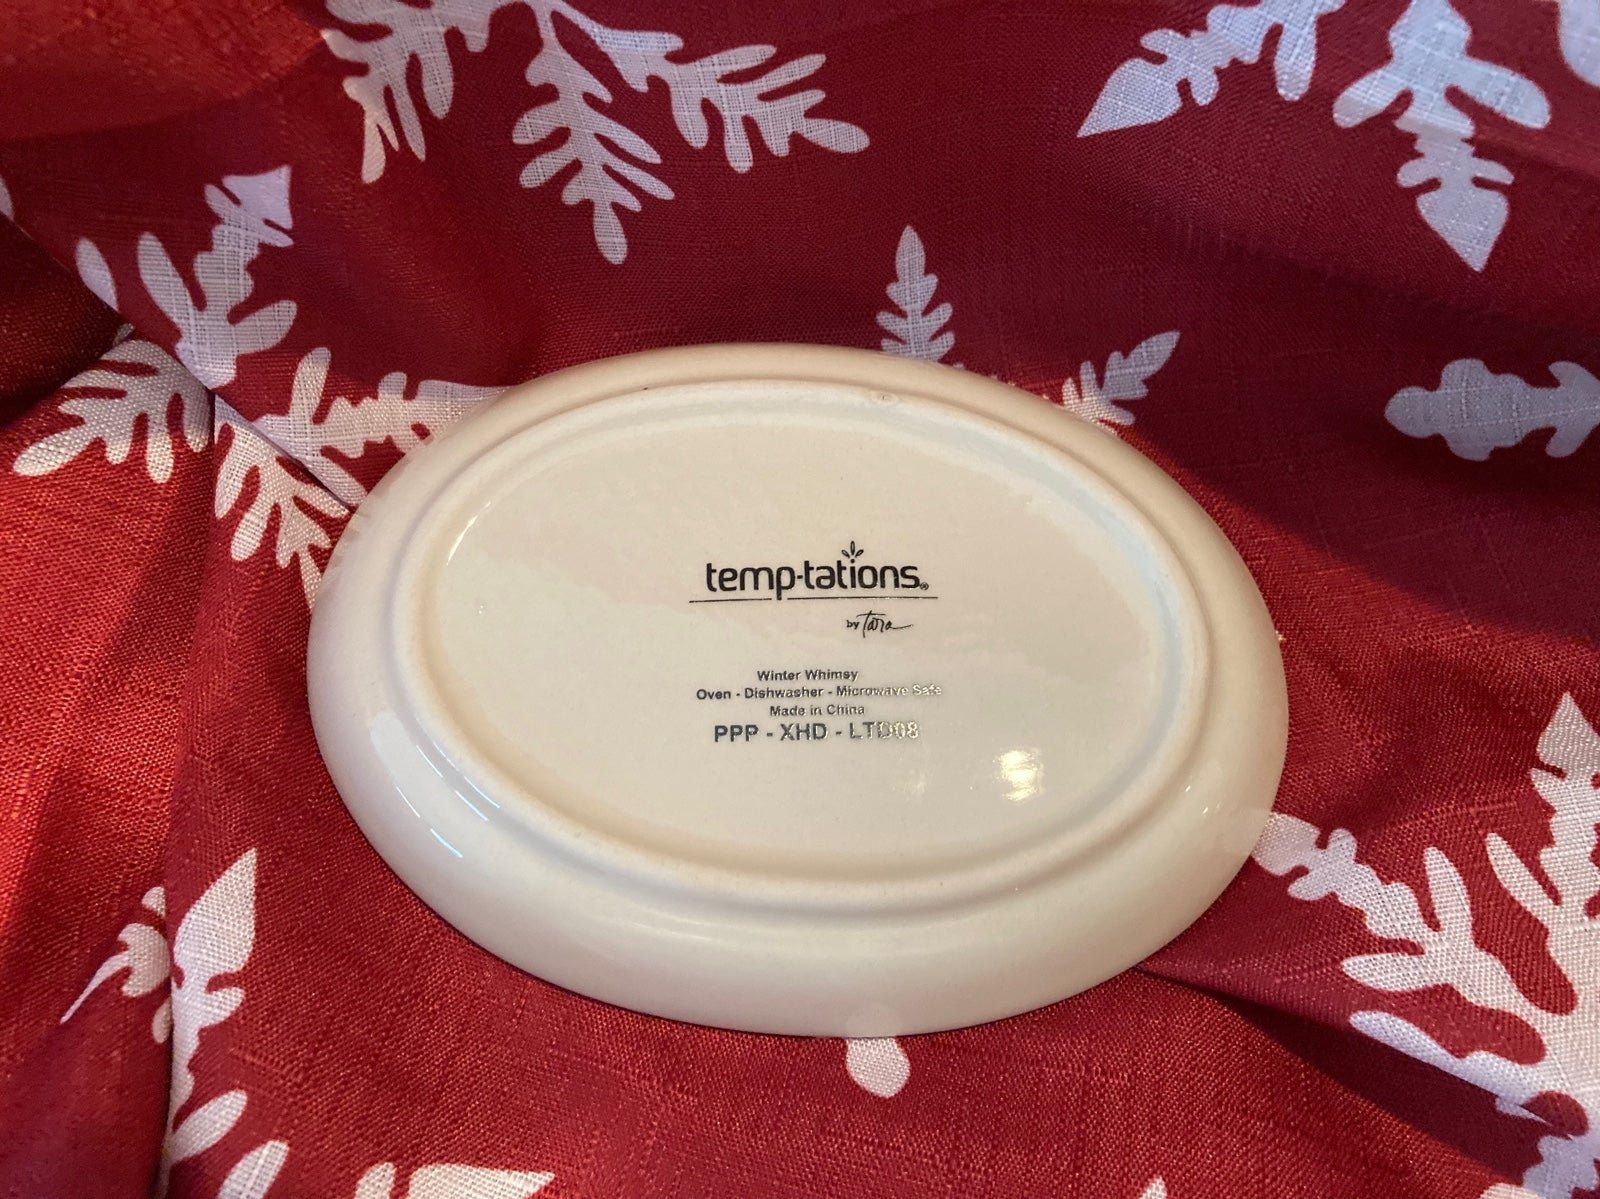 temp-tations®
by Tara
Winter Whimsy
Oven - Dishwasher - Microwave Safe
Made in China
PPP - XHD - LTD08